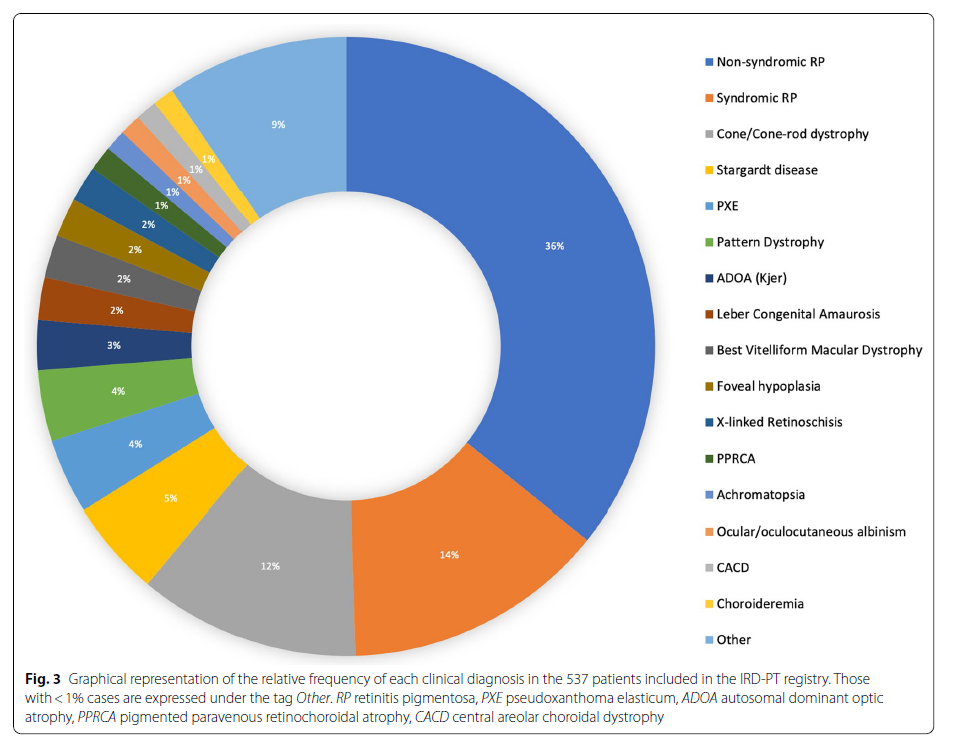 36%
14%
12%
5%
4%
4%
3%
2%
2%
2%
2%
1%
1%
1%
1%
1%
9%
Non-syndromic RP
Syndromic RP
Cone/Cone-rod dystrophy
Stargardt disease
PXE
Pattern Dystrophy
ADOA (Kjer)
Leber Congenital Amaurosis
Best Vitelliform Macular Dystrophy
Foveal hypoplasia
X-linked Retinoschisis
PPRCA
Achromatopsia
Ocular/oculocutaneous albinism
CACD
Choroideremia
Other
Fig. 3 Graphical representation of the relative frequency of each clinical diagnosis in the 537 patients included in the IRD-PT registry. Those
with < 1% cases are expressed under the tag Other. RP retinitis pigmentosa, PXE pseudoxanthoma elasticum, ADOA autosomal dominant optic
atrophy, PPRCA pigmented paravenous retinochoroidal atrophy, CACD central areolar choroidal dystrophy